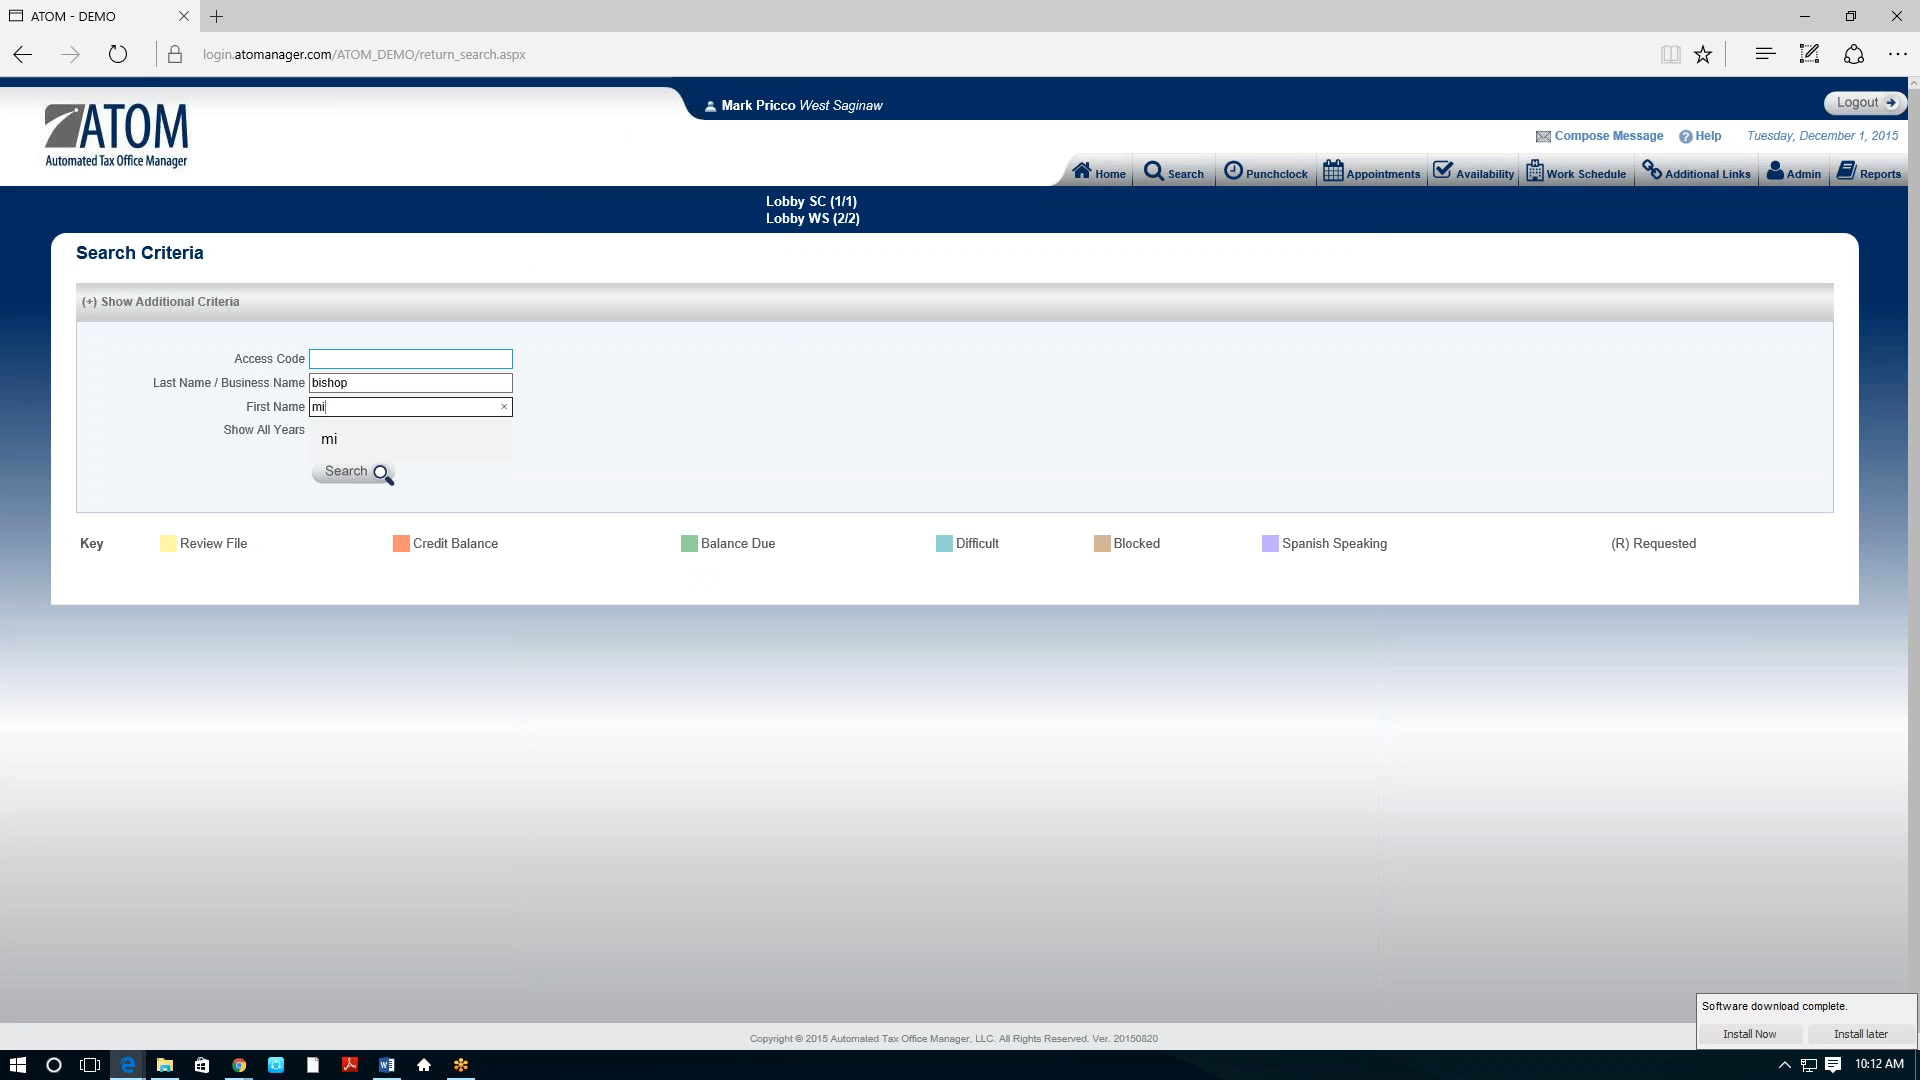 ATOM - DEMO
login.atomanager.com/ATOM_DEMO/return_search.aspx
ATOM
Automated Tax Office Manager
Mark Pricco West Saginaw
Logout
Compose Message
Help
Tuesday, December 1, 2015
Home
Search
Punchclock
Appointments
Availability
Work Schedule
Additional Links
Admin
Reports
Lobby SC (1/1)
Lobby WS (2/2)
Search Criteria
(+) Show Additional Criteria
Access Code
Last Name / Business Name bishop
First Name mi
Show All Years
mi
Search
Key
Review File
Credit Balance
Balance Due
Difficult
Blocked
Spanish Speaking
(R) Requested
Software download complete.
Install Now
Install later
Copyright © 2015 Automated Tax Office Manager, LLC. All Rights Reserved. Ver. 20150820
10:12 AM